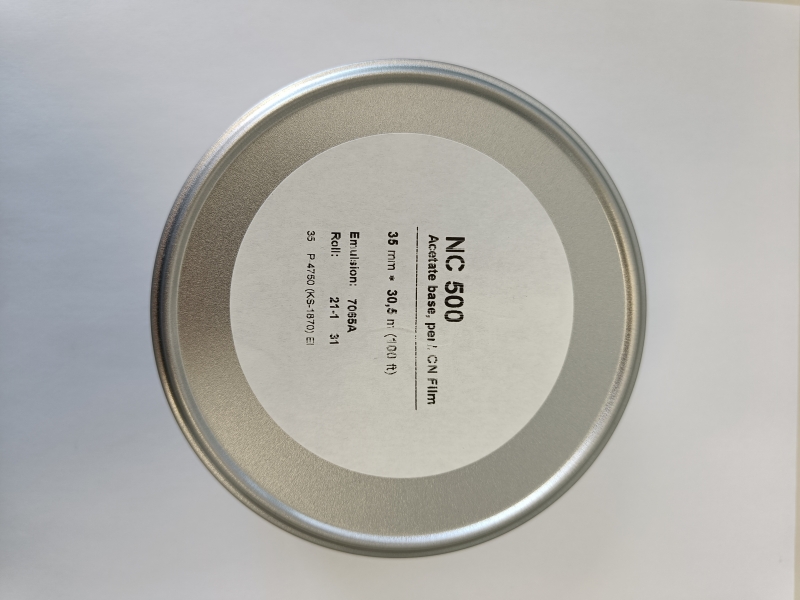 NC 500
Acetate base, perf. CN Film
35 mm * 30,5 m (100 ft)
Emulsion: 7065A
Roll: 21-1 31
35 P-4750 (KS-1870) EI